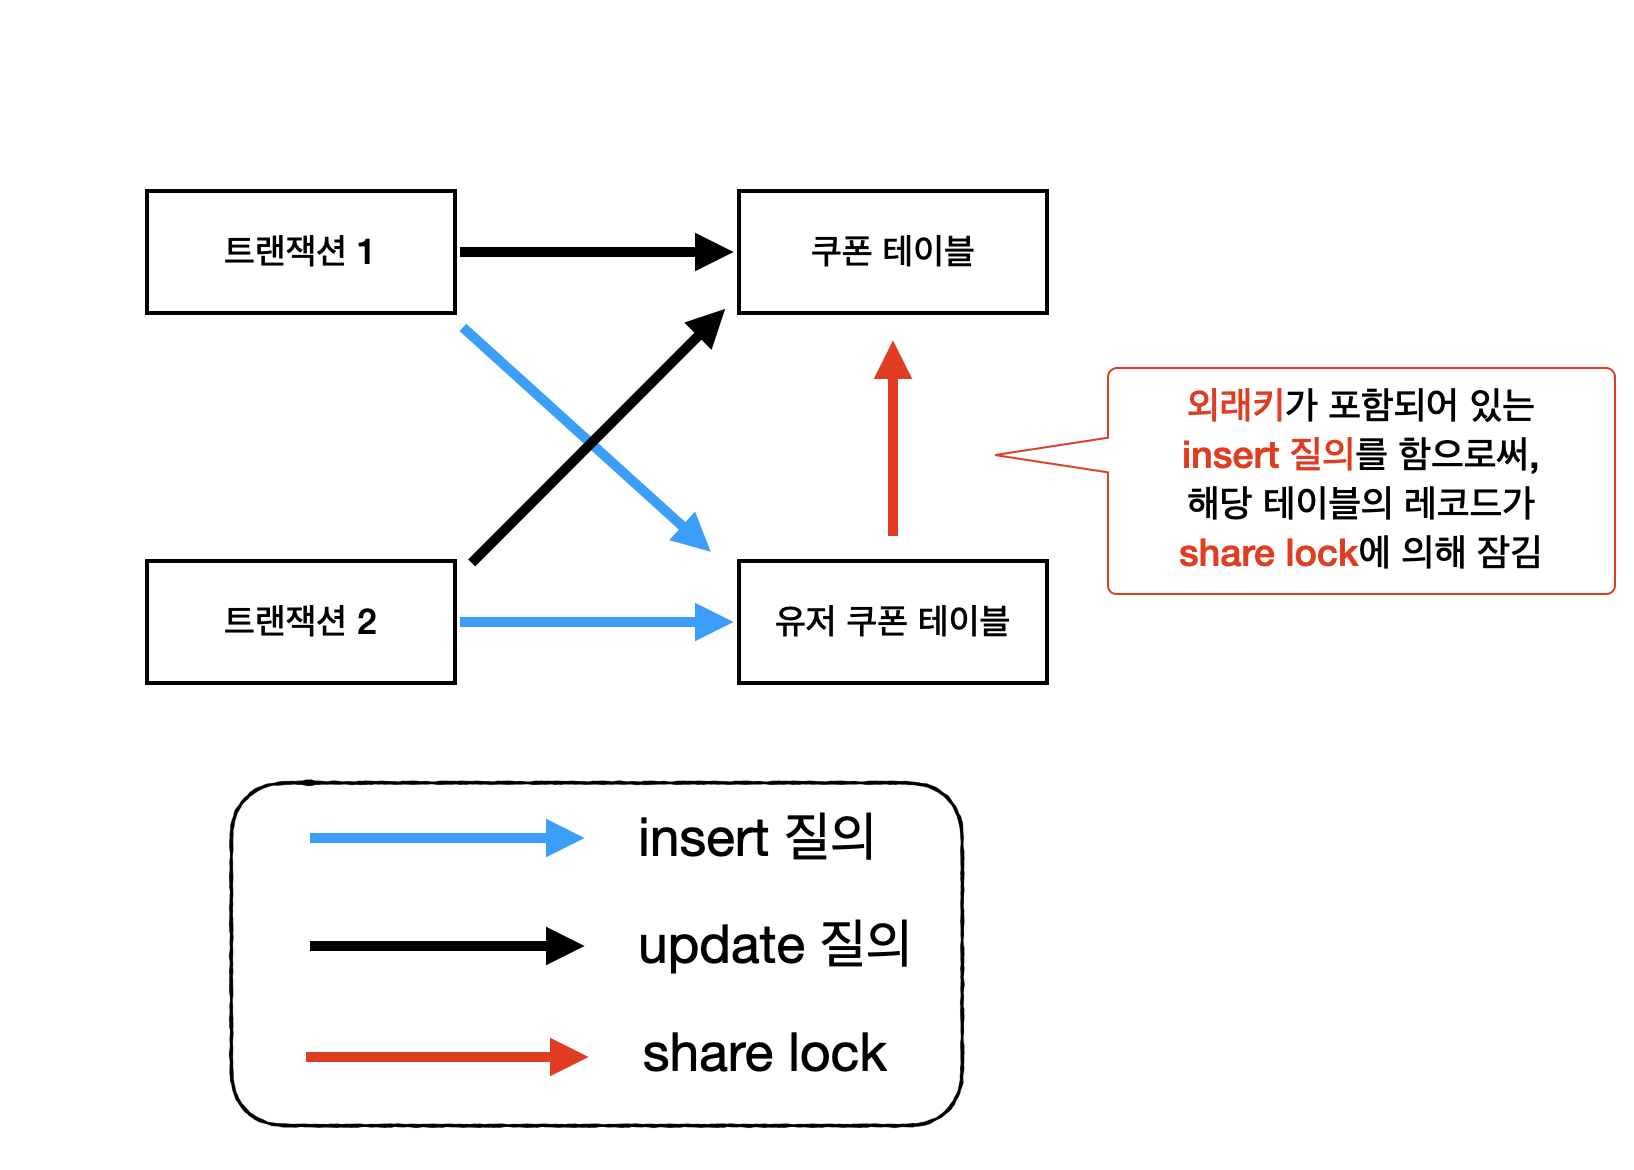 트랜잭션 1
쿠폰 테이블
외래키가 포함되어 있는
insert 질의를 함으로써,
해당 테이블의 레코드가
share lock에 의해 잠김
트랜잭션 2
유저 쿠폰 테이블
insert 질의
update 질의
share lock